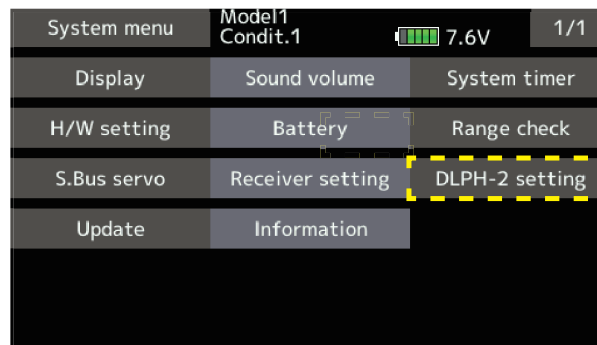 System menu
Model1
Condit.1
7.6V
1/1
Display
Sound volume
System timer
H/W setting
Battery
Range check
S.Bus servo
Receiver setting
DLPH-2 setting
Update
Information